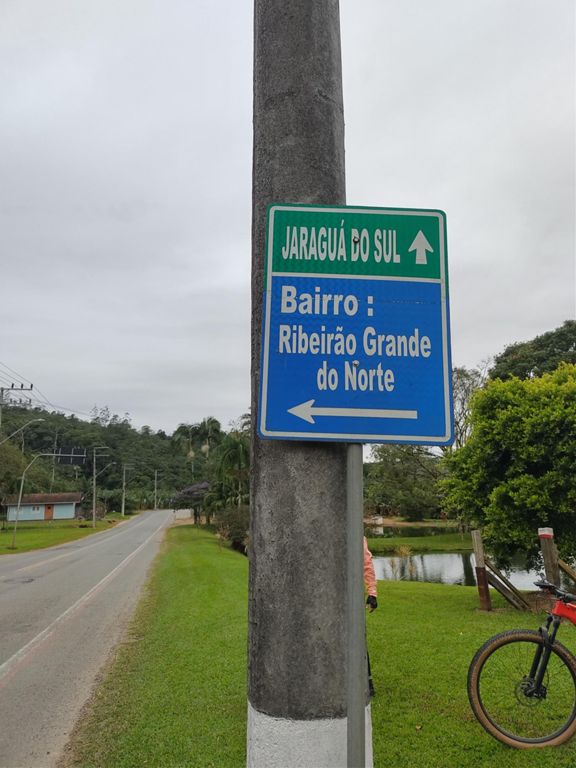 JARAGUÁ DO SUL
Bairro :
Ribeirão Grande
do Norte